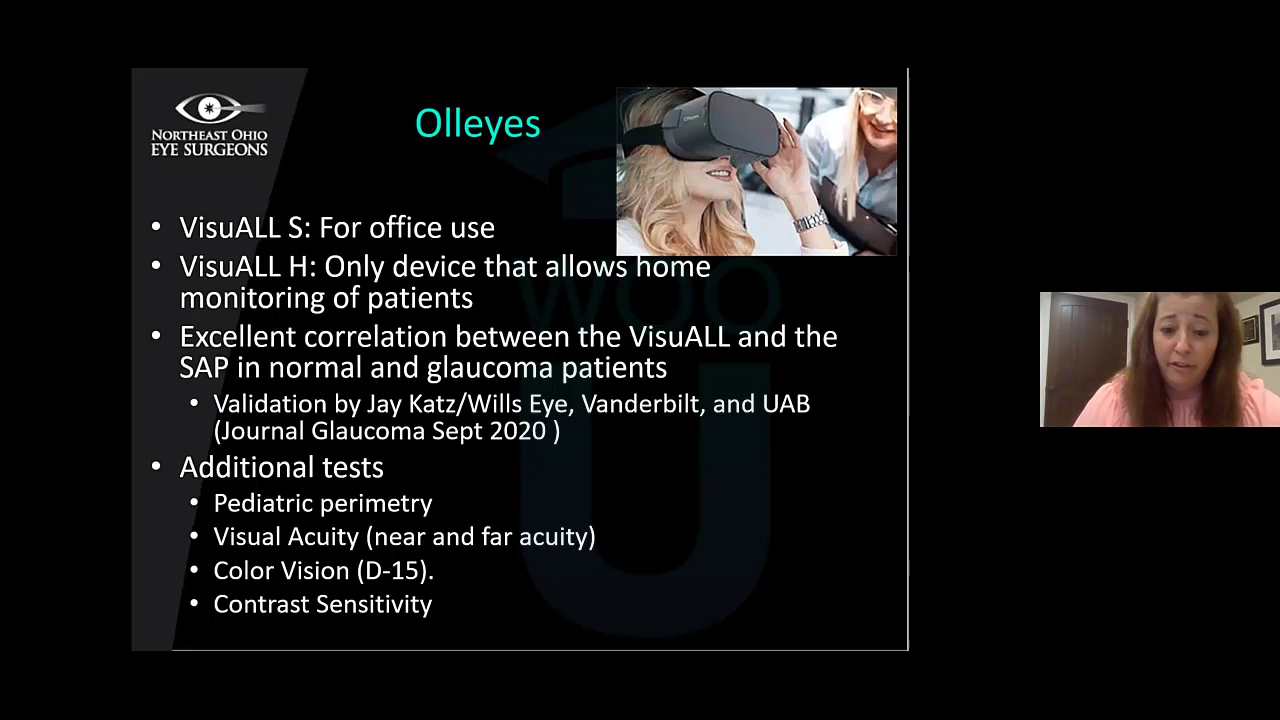 NORTHEAST OHIO
EYE SURGEONS
Olleyes
Olleyes
• VisuALL S: For office use
• VisuALL H: Only device that allows home
monitoring of patients
• Excellent correlation between the VisuALL and the
SAP in normal and glaucoma patients
• Validation by Jay Katz/Wills Eye, Vanderbilt, and UAB
(Journal Glaucoma Sept 2020 )
• Additional tests
• Pediatric perimetry
• Visual Acuity (near and far acuity)
• Color Vision (D-15).
• Contrast Sensitivity
WOO
U